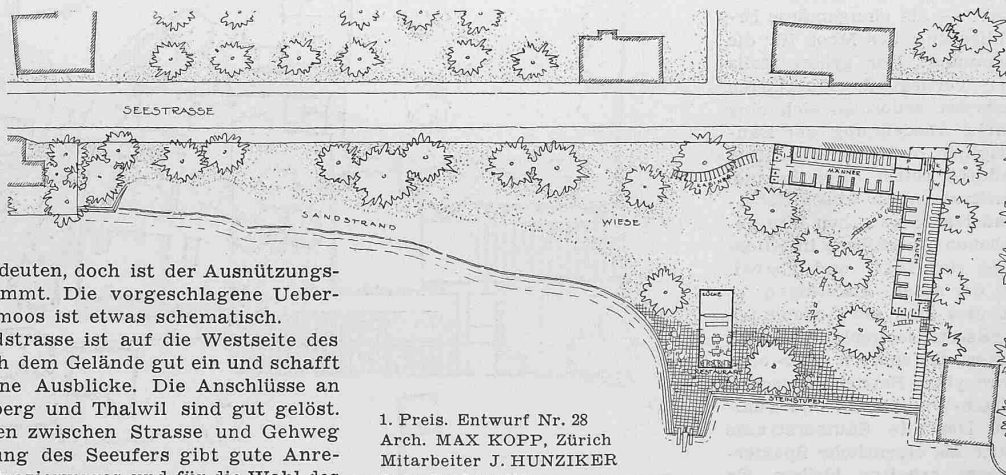 SEESTRASSE
MÄNNER
FRAUEN
SANDSTRAND
WIESE
KÜCHE
RESTAURANT
STEINSTUFEN
deuten, doch ist der Ausnützungs-
mmt. Die vorgeschlagene Ueber-
moos ist etwas schematisch.
dstrasse ist auf die Westseite des
h dem Gelände gut ein und schafft
ne Ausblicke. Die Anschlüsse an
berg und Thalwil sind gut gelöst.
en zwischen Strasse und Gehweg
ung des Seeufers gibt gute Anre-
1. Preis. Entwurf Nr. 28
Arch. MAX KOPP, Zürich
Mitarbeiter J. HUNZIKER